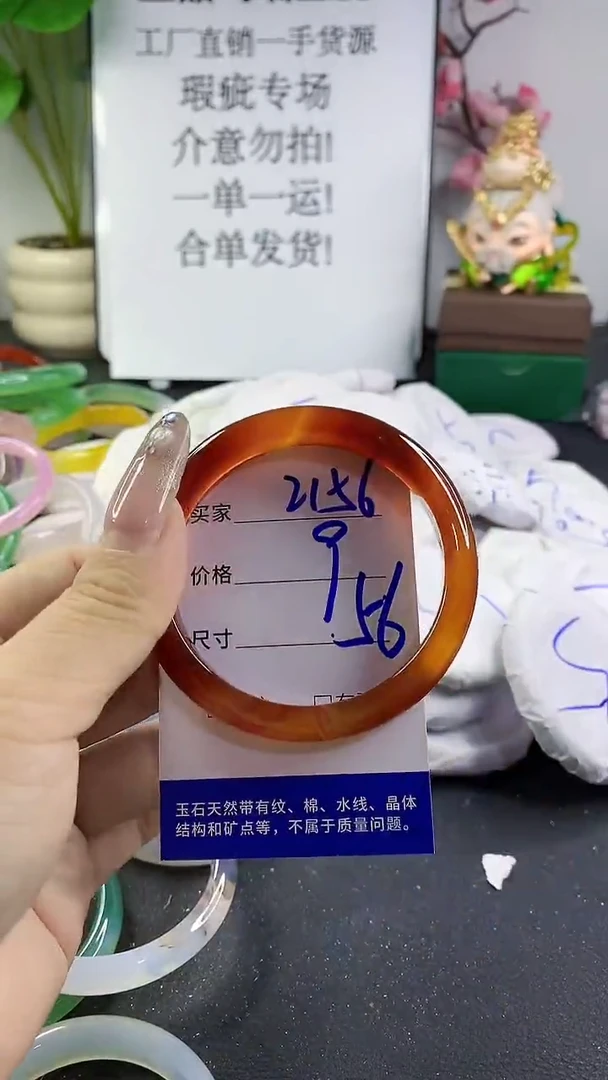 工厂直销一手货源
瑕疵专场
介意勿拍!
一单一运!
合单发货!
买家 2156
价格 9
尺寸 56
玉石天然带有纹、棉、水线、晶体
结构和矿点等，不属于质量问题。